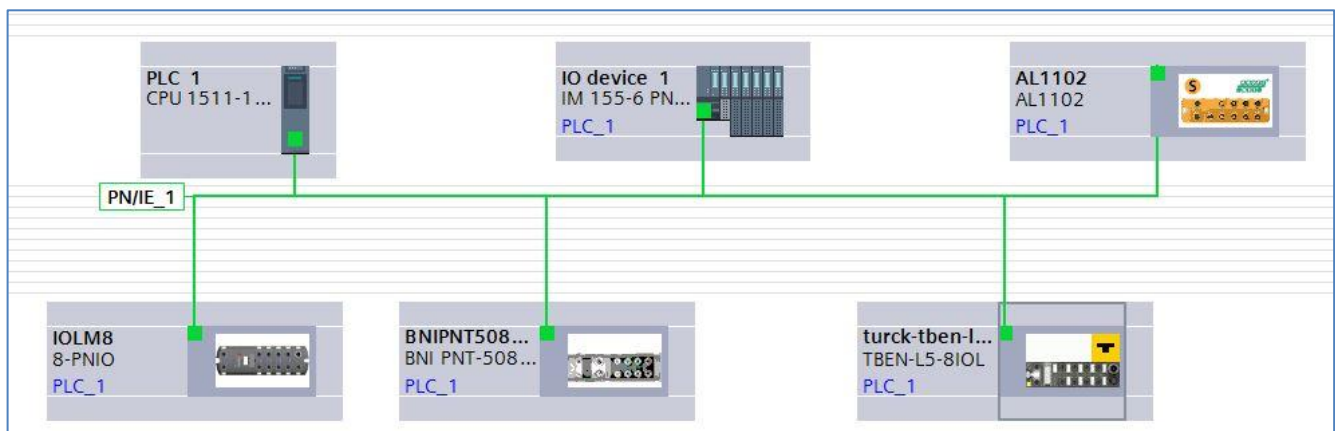 PLC_1
CPU 1511-1...
IO device_1
IM 155-6 PN...
PLC_1
AL1102
AL1102
PLC_1
PN/IE_1
IOLM8
8-PNIO
PLC_1
BNIPNT508...
BNI PNT-508...
PLC_1
turck-tben-l...
TBEN-L5-8IOL
PLC_1